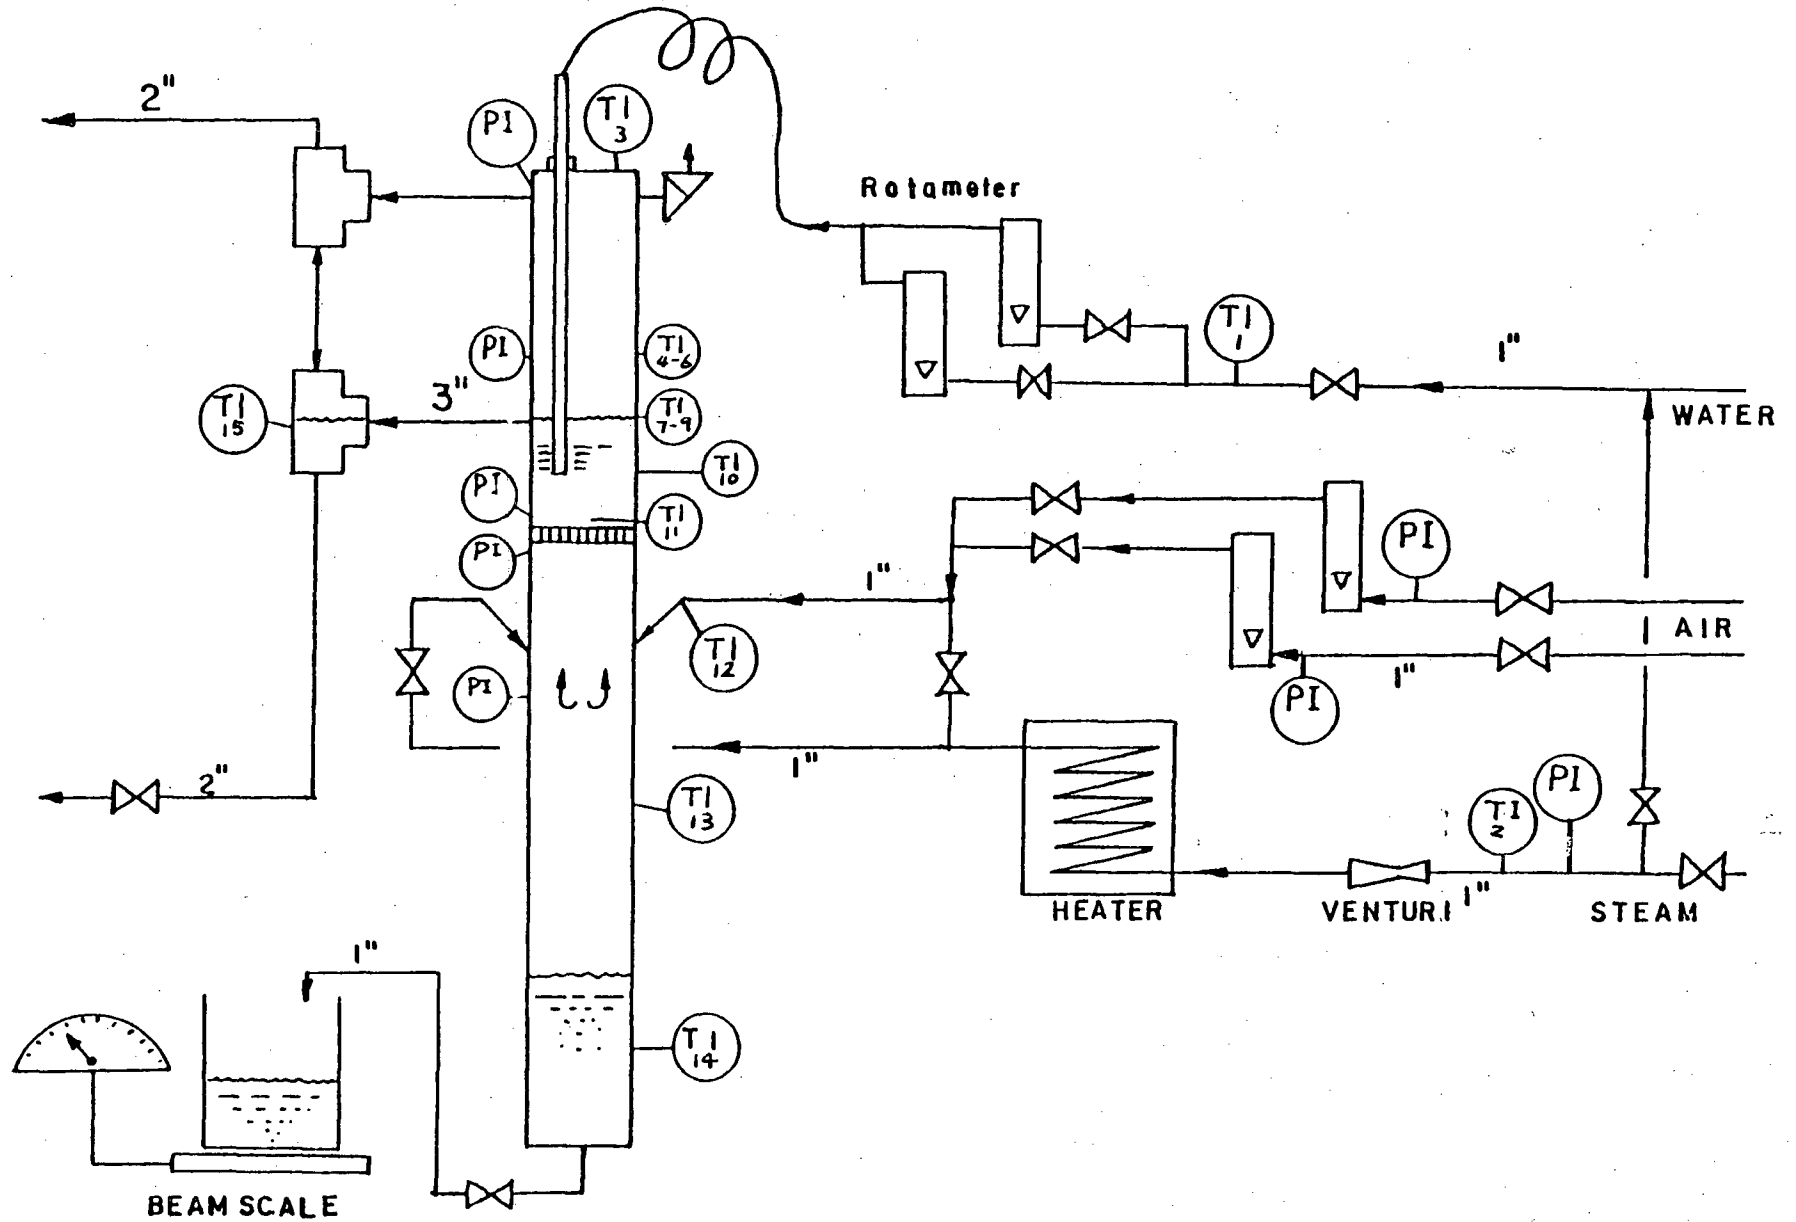 2"
PI
TI
3
Rotameter
PI
TI
4-6
TI
1
1"
TI
15
3"
TI
7-9
WATER
TI
10
PI
TI
11
PI
PI
1"
TI
12
AIR
PI
1"
PI
2"
1"
TI
13
TI
2
PI
HEATER
VENTURI
1"
STEAM
1"
TI
14
BEAM SCALE